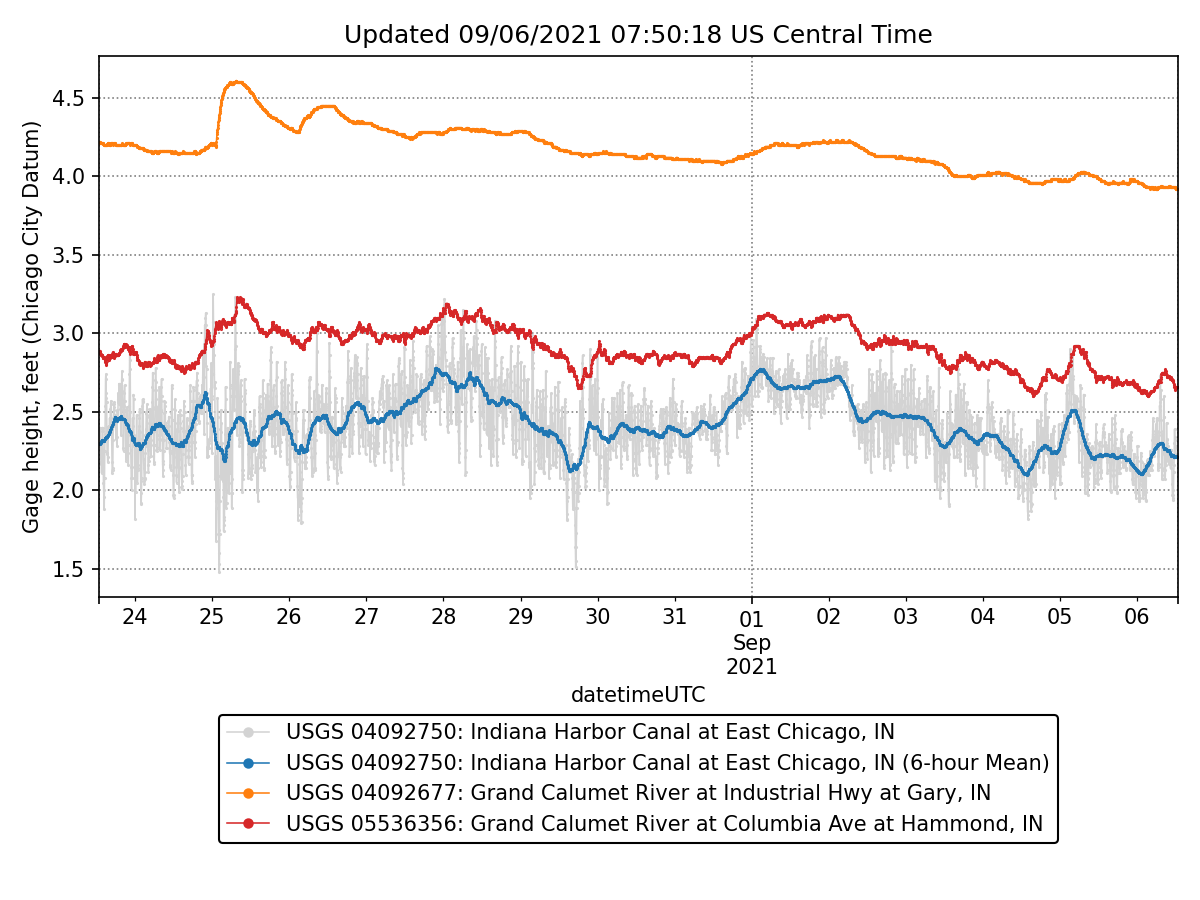 Updated 09/06/2021 07:50:18 US Central Time
Gage height, feet (Chicago City Datum)
4.5
4.0
3.5
3.0
2.5
2.0
1.5
24 25 26 27 28 29 30 31 01 02 03 04 05 06
Sep
2021
datetimeUTC
USGS 04092750: Indiana Harbor Canal at East Chicago, IN
USGS 04092750: Indiana Harbor Canal at East Chicago, IN (6-hour Mean)
USGS 04092677: Grand Calumet River at Industrial Hwy at Gary, IN
USGS 05536356: Grand Calumet River at Columbia Ave at Hammond, IN